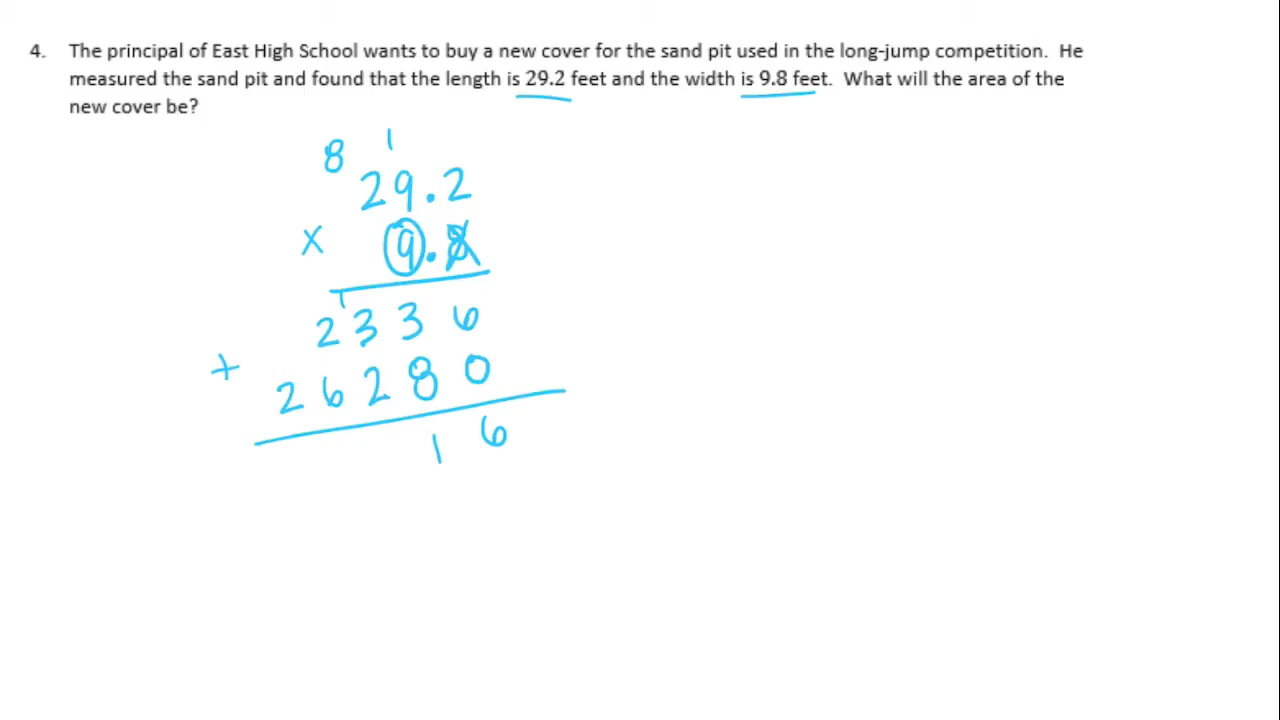 4. The principal of East High School wants to buy a new cover for the sand pit used in the long-jump competition. He
measured the sand pit and found that the length is 29.2 feet and the width is 9.8 feet. What will the area of the
new cover be?
8 1
29.2
x 9.8
1
2336
+ 26280
16